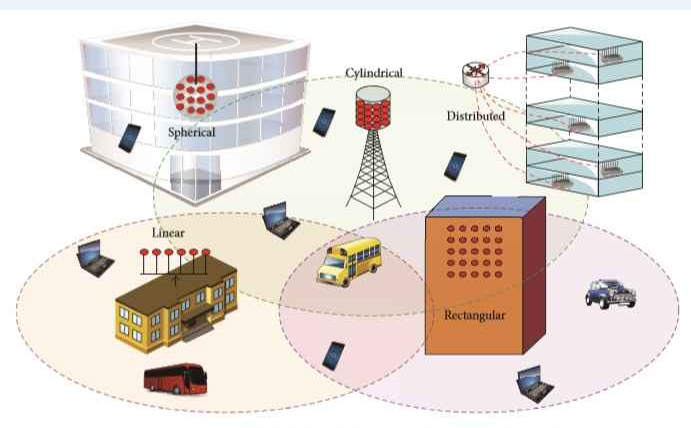 Cylindrical
Spherical
Distributed
Linear
Rectangular